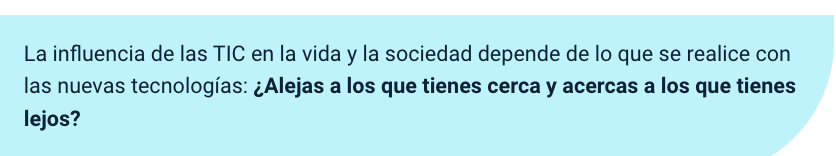 La influencia de las TIC en la vida y la sociedad depende de lo que se realice con
las nuevas tecnologías: ¿Alejas a los que tienes cerca y acercas a los que tienes
lejos?